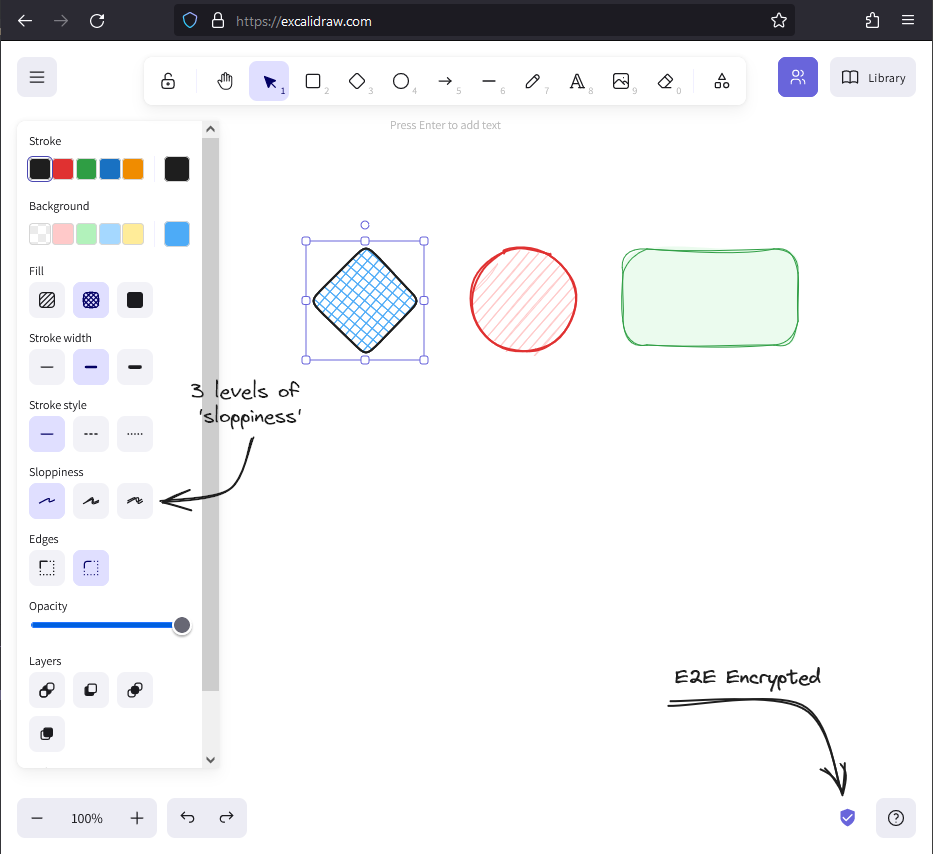 https://excalidraw.com
1
2
3
4
5
6
7
8
9
0
Library
Press Enter to add text
Stroke
Background
Fill
Stroke width
3 levels of
'sloppiness'
Stroke style
Sloppiness
Edges
Opacity
Layers
E2E Encrypted
100%